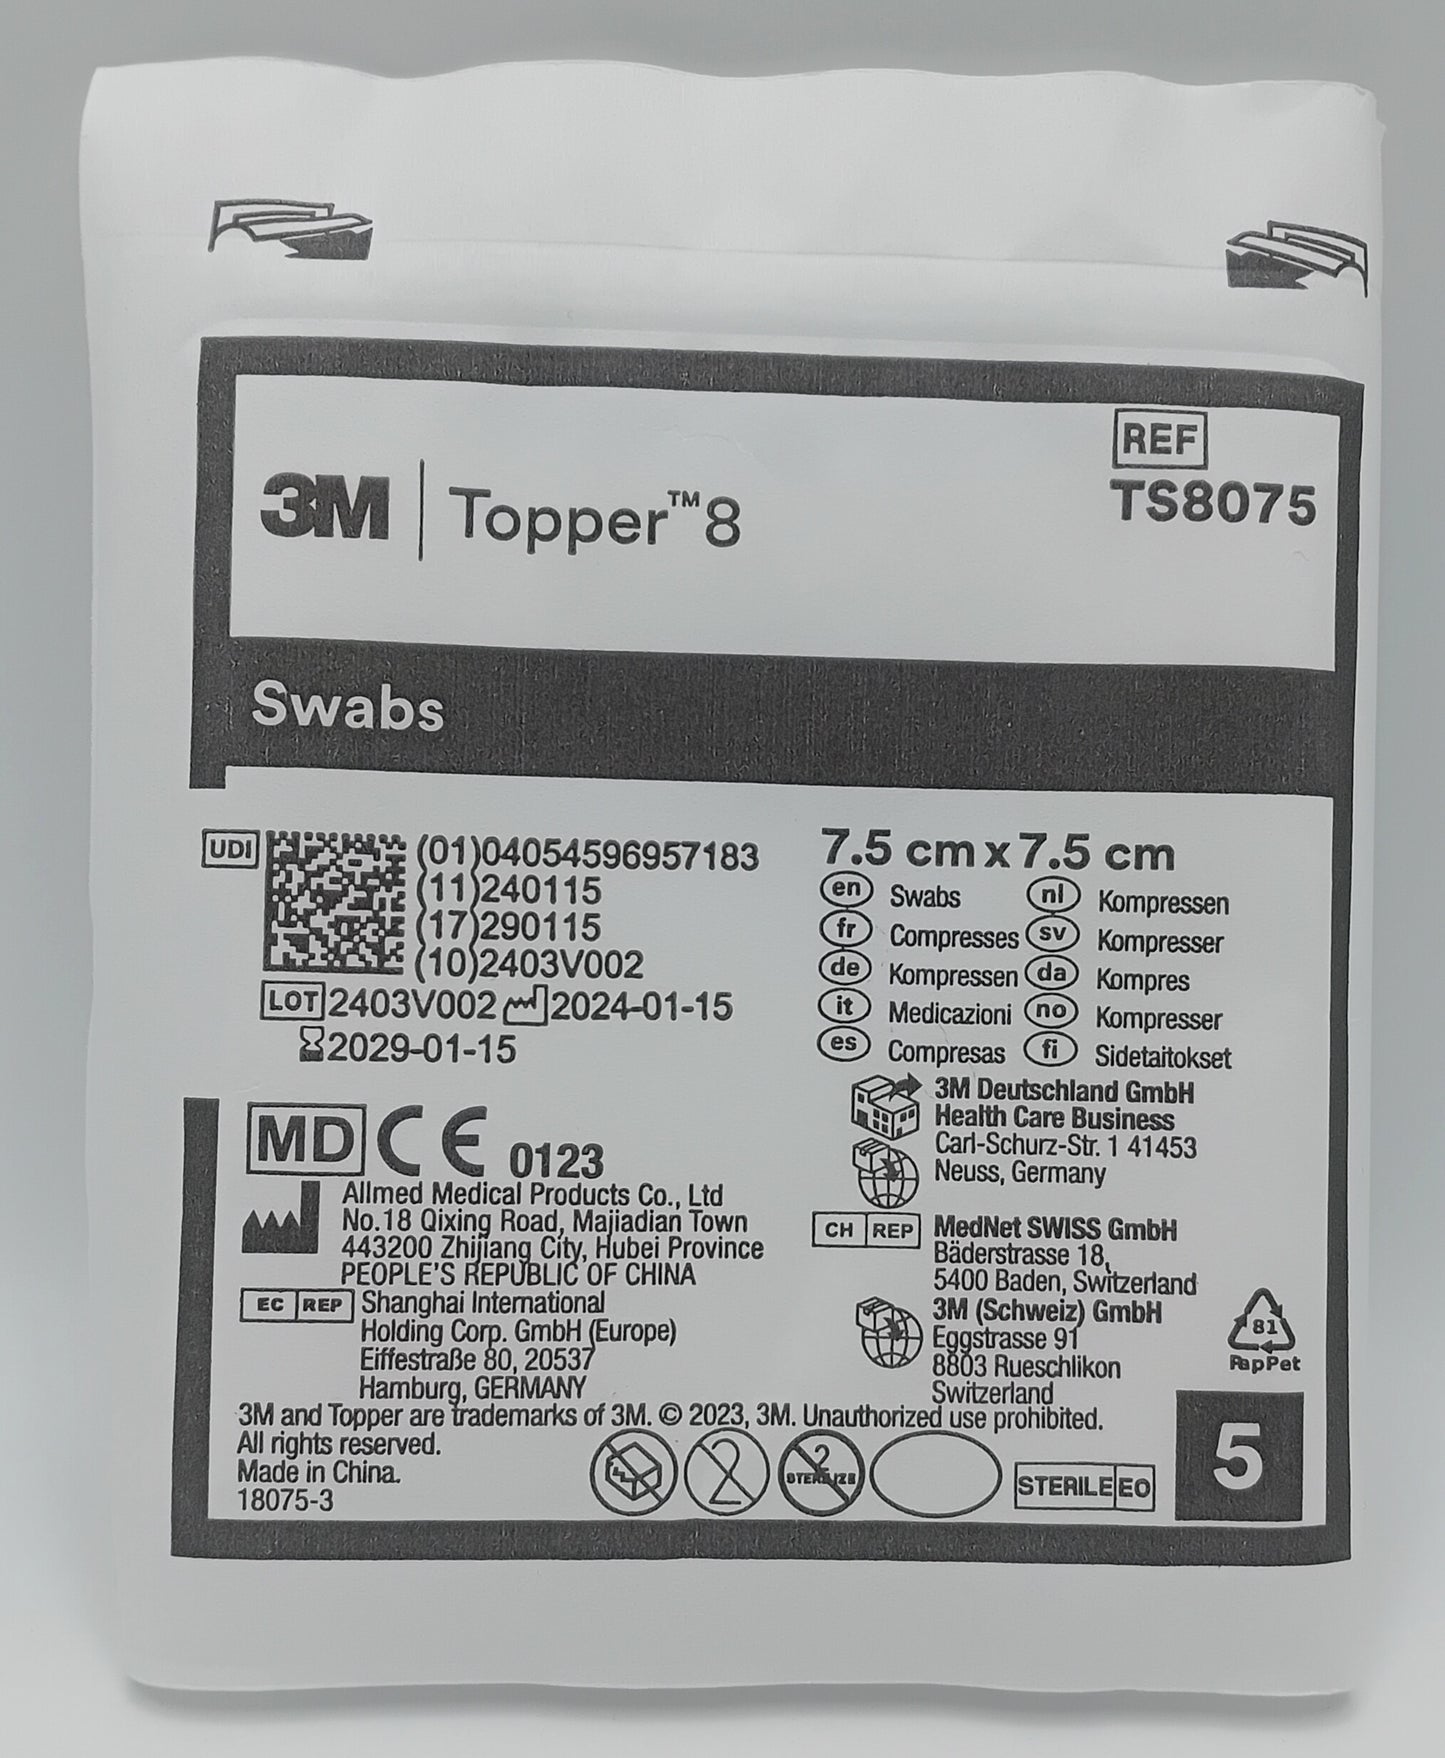 REF
TS8075
3M Topper™8
Swabs
UDI (01)04054596957183
(11)240115
(17)290115
(10)2403V002
LOT 2403V002 2024-01-15
2029-01-15
7.5 cm x 7.5 cm
en Swabs nl Kompressen
fr Compresses sv Kompresser
de Kompressen da Kompres
it Medicazioni no Kompresser
es Compresas fi Sidetaitokset
MD CE 0123
Allmed Medical Products Co., Ltd
No.18 Qixing Road, Majiadian Town
443200 Zhijiang City, Hubei Province
PEOPLE'S REPUBLIC OF CHINA
EC REP Shanghai International
Holding Corp. GmbH (Europe)
Eiffestraße 80, 20537
Hamburg, GERMANY
3M Deutschland GmbH
Health Care Business
Carl-Schurz-Str. 1 41453
Neuss, Germany
CH REP MedNet SWISS GmbH
Bäderstrasse 18,
5400 Baden, Switzerland
3M (Schweiz) GmbH
Eggstrasse 91
8803 Rueschlikon
Switzerland
81
PapPet
3M and Topper are trademarks of 3M. © 2023, 3M. Unauthorized use prohibited.
All rights reserved.
Made in China.
18075-3
2
2
STERILIZE
STERILE EO
5